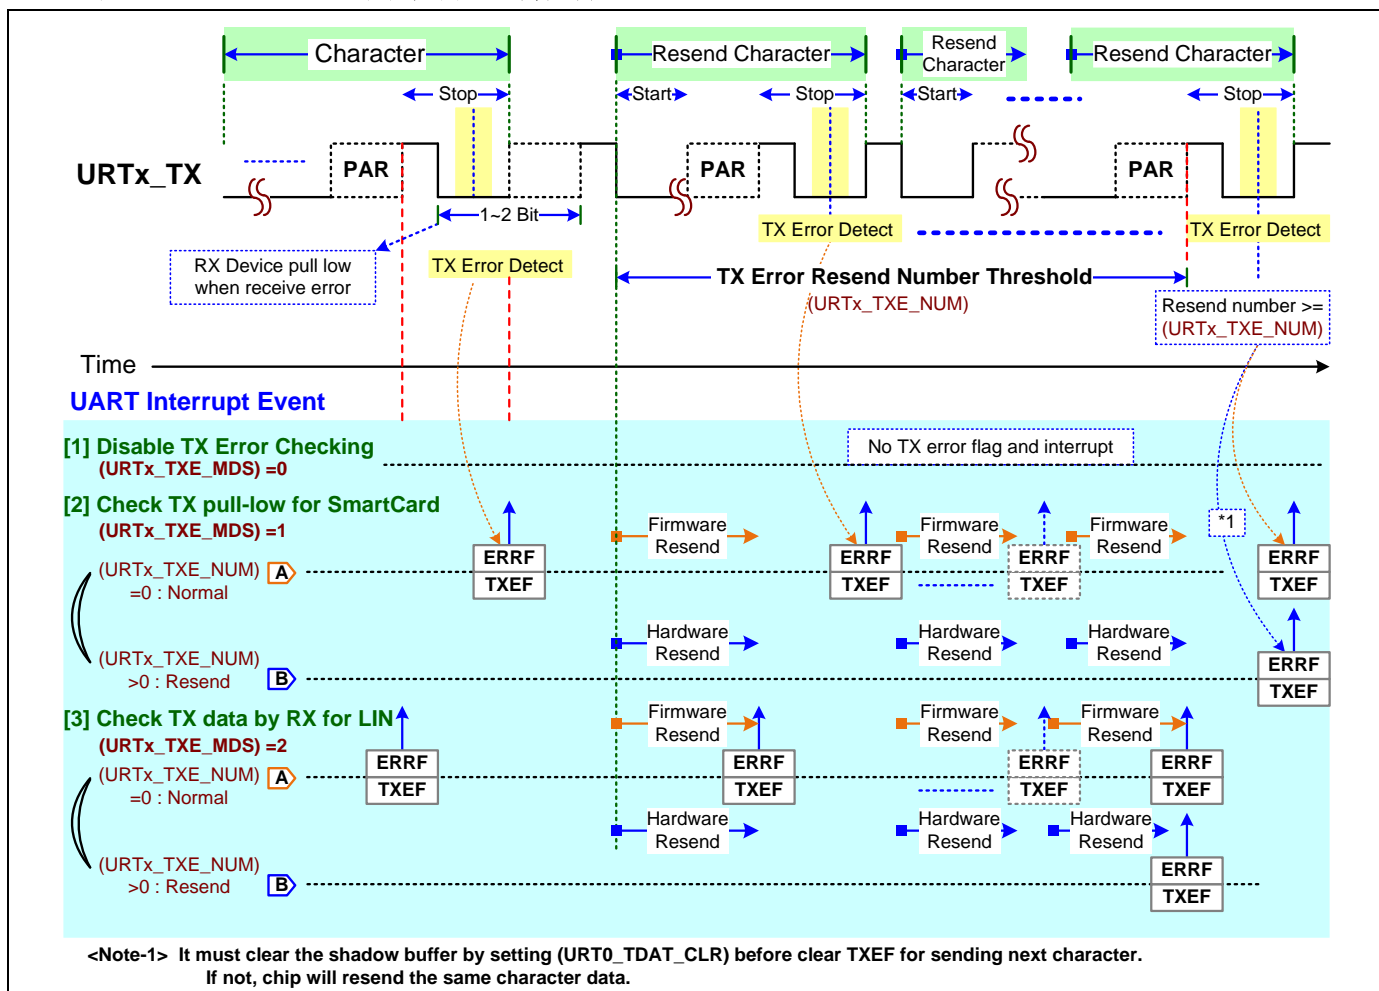 Character
Resend Character
Resend
Character
Resend Character
Stop
Start
Stop
Start
Stop
URTx_TX
PAR
PAR
PAR
1~2 Bit
RX Device pull low
when receive error
TX Error Detect
TX Error Detect
TX Error Detect
TX Error Resend Number Threshold
(URTx_TXE_NUM)
Resend number >=
(URTx_TXE_NUM)
Time
UART Interrupt Event
[1] Disable TX Error Checking
(URTx_TXE_MDS) =0
No TX error flag and interrupt
[2] Check TX pull-low for SmartCard
(URTx_TXE_MDS) =1
Firmware
Resend
Firmware
Resend
Firmware
Resend
*1
(URTx_TXE_NUM)
=0 : Normal
A
ERRF
TXEF
ERRF
TXEF
ERRF
TXEF
ERRF
TXEF
Hardware
Resend
Hardware
Resend
Hardware
Resend
(URTx_TXE_NUM)
>0 : Resend
B
ERRF
TXEF
[3] Check TX data by RX for LIN
(URTx_TXE_MDS) =2
Firmware
Resend
Firmware
Resend
Firmware
Resend
(URTx_TXE_NUM)
=0 : Normal
A
ERRF
TXEF
ERRF
TXEF
ERRF
TXEF
ERRF
TXEF
Hardware
Resend
Hardware
Resend
Hardware
Resend
(URTx_TXE_NUM)
>0 : Resend
B
ERRF
TXEF
<Note-1> It must clear the shadow buffer by setting (URT0_TDAT_CLR) before clear TXEF for sending next character.
If not, chip will resend the same character data.